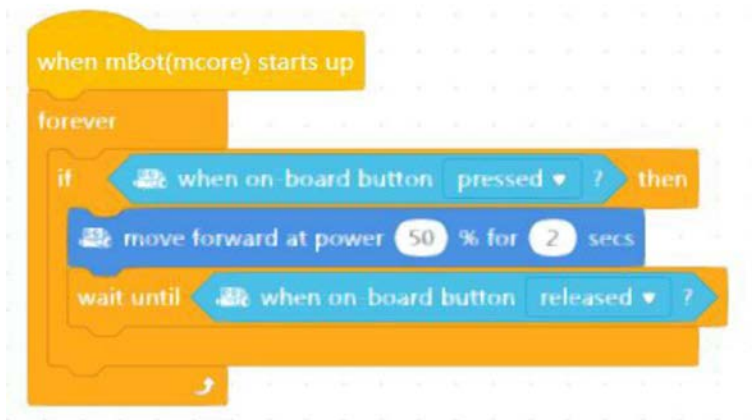 when mBot(mcore) starts up
forever
if when on-board button pressed ? then
move forward at power 50 % for 2 secs
wait until when on-board button released ?